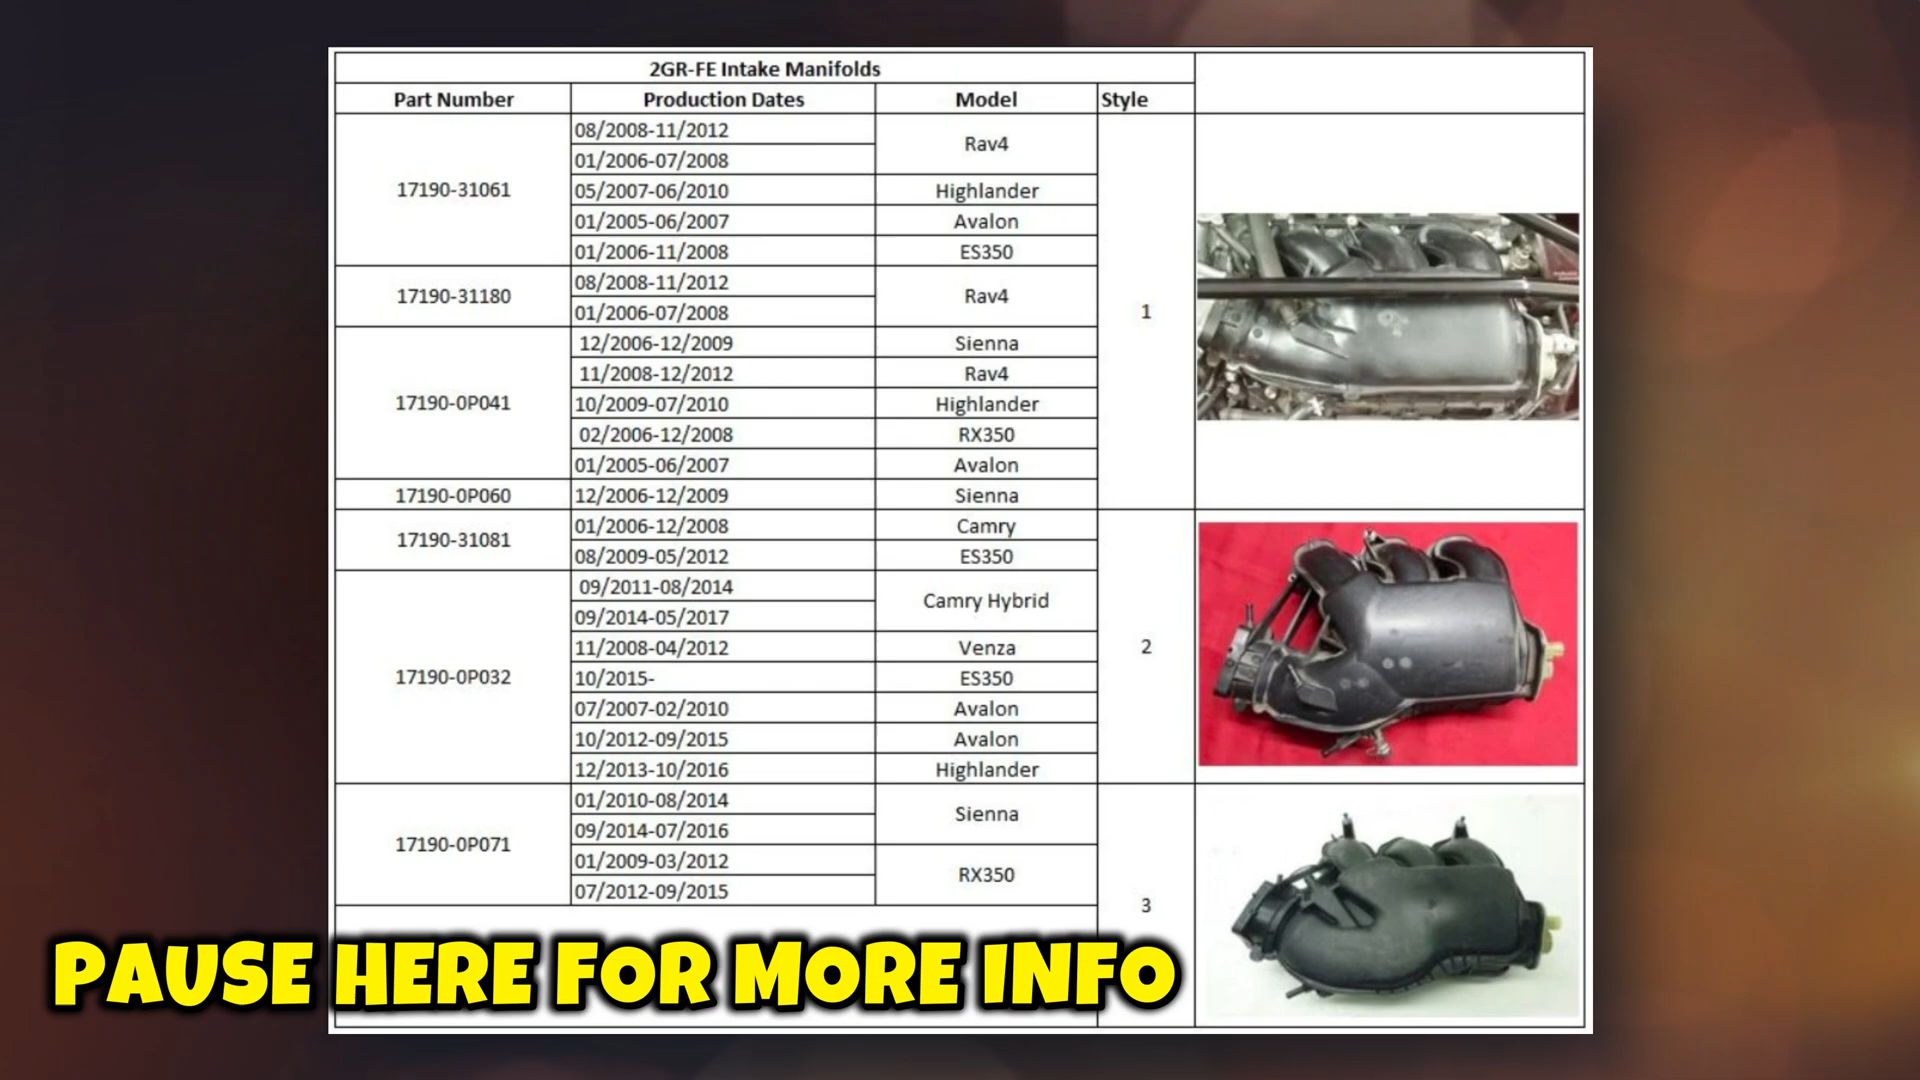 2GR-FE Intake Manifolds
Part Number Production Dates Model Style
08/2008-11/2012
Rav4
01/2006-07/2008
17190-31061
05/2007-06/2010 Highlander
01/2005-06/2007 Avalon
01/2006-11/2008 ES350
08/2008-11/2012
17190-31180 Rav4
01/2006-07/2008
1
12/2006-12/2009 Sienna
11/2008-12/2012 Rav4
17190-0P041 10/2009-07/2010 Highlander
02/2006-12/2008 RX350
01/2005-06/2007 Avalon
17190-0P060 12/2006-12/2009 Sienna
01/2006-12/2008 Camry
17190-31081
08/2009-05/2012 ES350
09/2011-08/2014
Camry Hybrid
09/2014-05/2017
11/2008-04/2012 Venza
2
17190-0P032 10/2015- ES350
07/2007-02/2010 Avalon
10/2012-09/2015 Avalon
12/2013-10/2016 Highlander
01/2010-08/2014
Sienna
09/2014-07/2016
17190-0P071
01/2009-03/2012
RX350
07/2012-09/2015
3
PAUSE HERE FOR MORE INFO